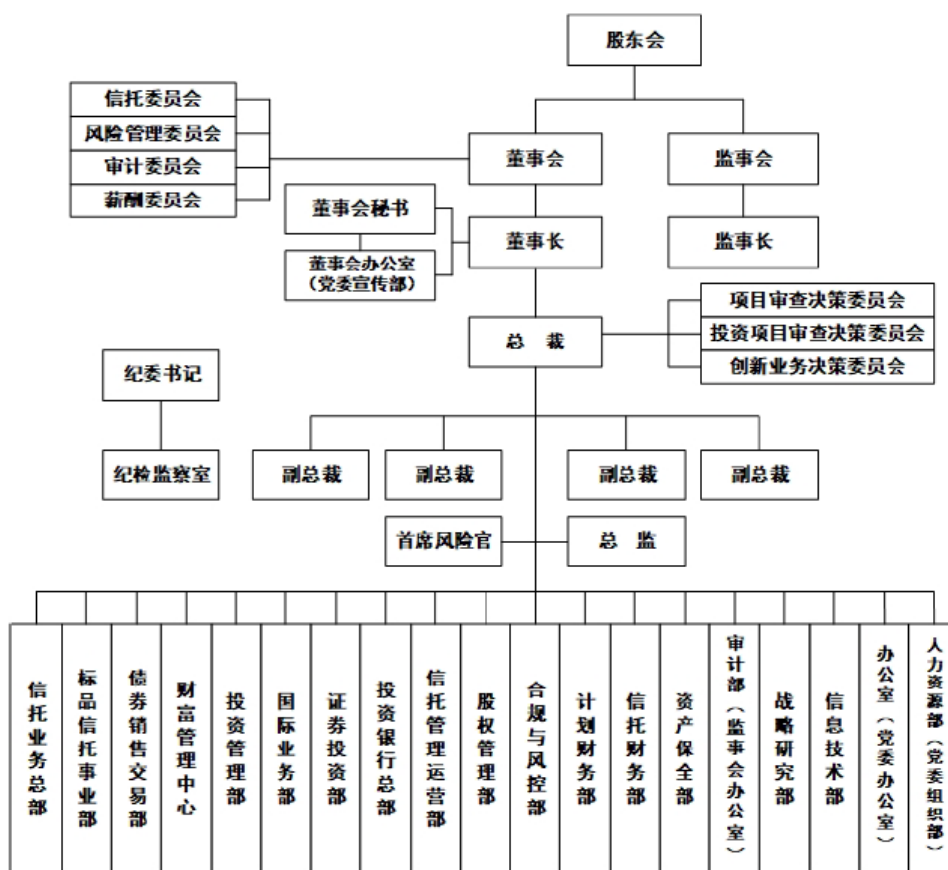 股东会
信托委员会
风险管理委员会
审计委员会
薪酬委员会
董事会
监事会
董事会秘书
董事会办公室
（党委宣传部）
董事长
监事长
项目审查决策委员会
投资项目审查决策委员会
创新业务决策委员会
总 裁
纪委书记
纪检监察室
副总裁
副总裁
副总裁
副总裁
首席风险官
总 监
信托业务总部
标品信托事业部
债券销售交易部
财富管理中心
投资管理部
国际业务部
证券投资部
投资银行总部
信托管理运营部
股权管理部
合规与风控部
计划财务部
信托财务部
资产保全部
审计部（监事会办公室）
战略研究部
信息技术部
办公室（党委办公室）
人力资源部（党委组织部）